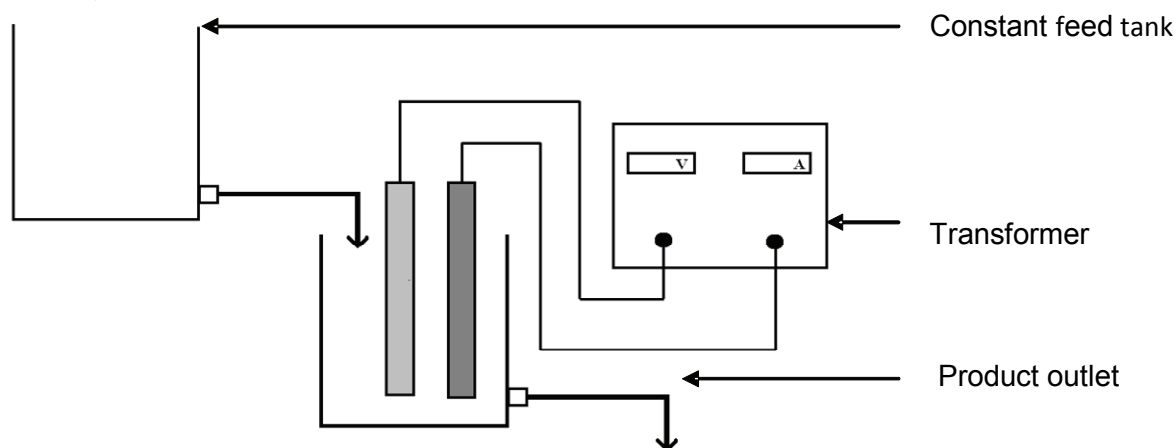 Constant feed tank
V
A
Transformer
Product outlet